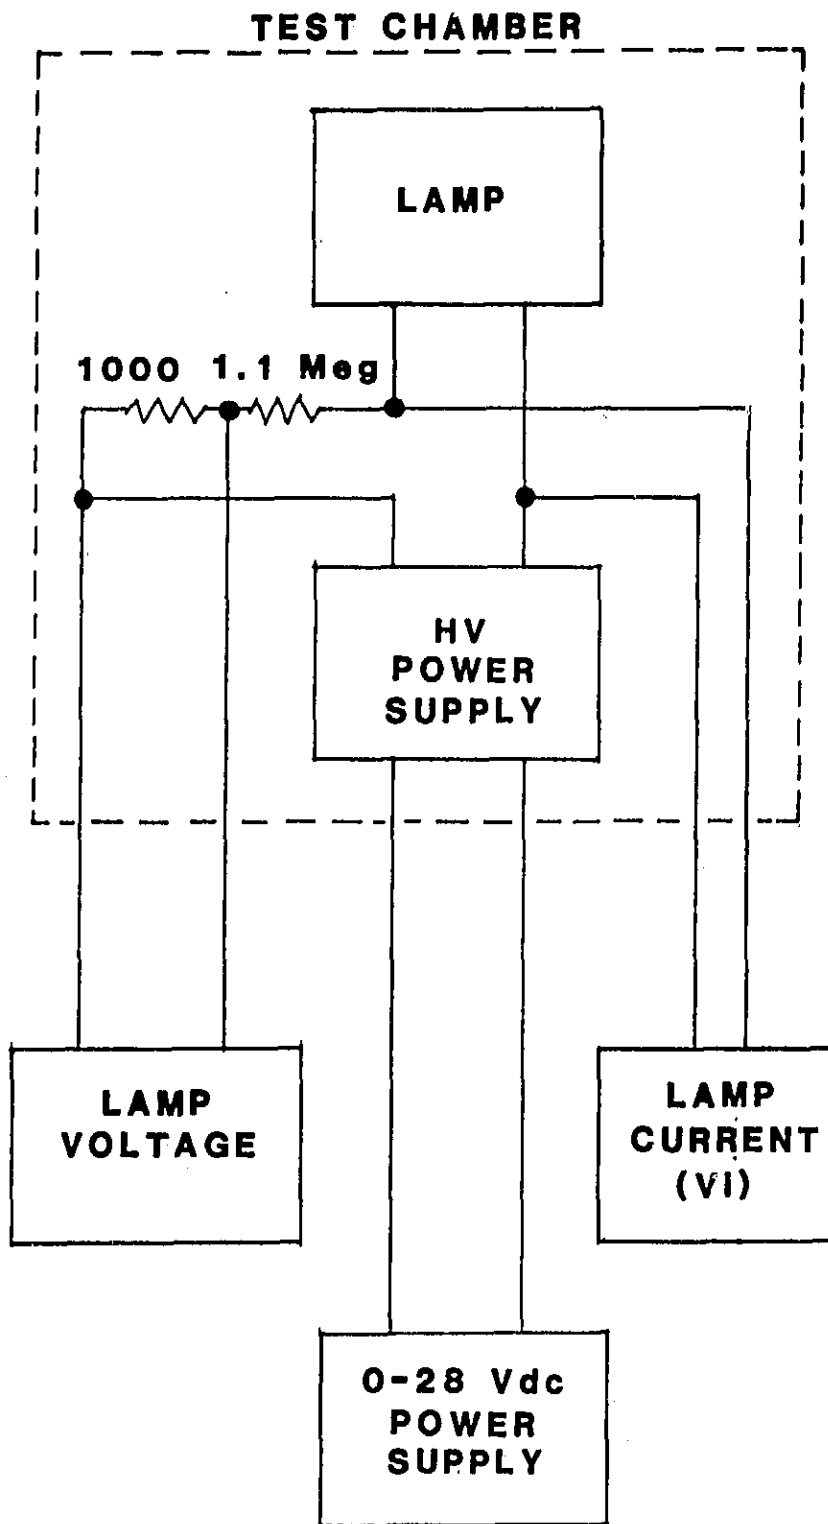 TEST CHAMBER
LAMP
1000 1.1 Meg
HV
POWER
SUPPLY
LAMP
VOLTAGE
LAMP
CURRENT
(VI)
0-28 Vdc
POWER
SUPPLY